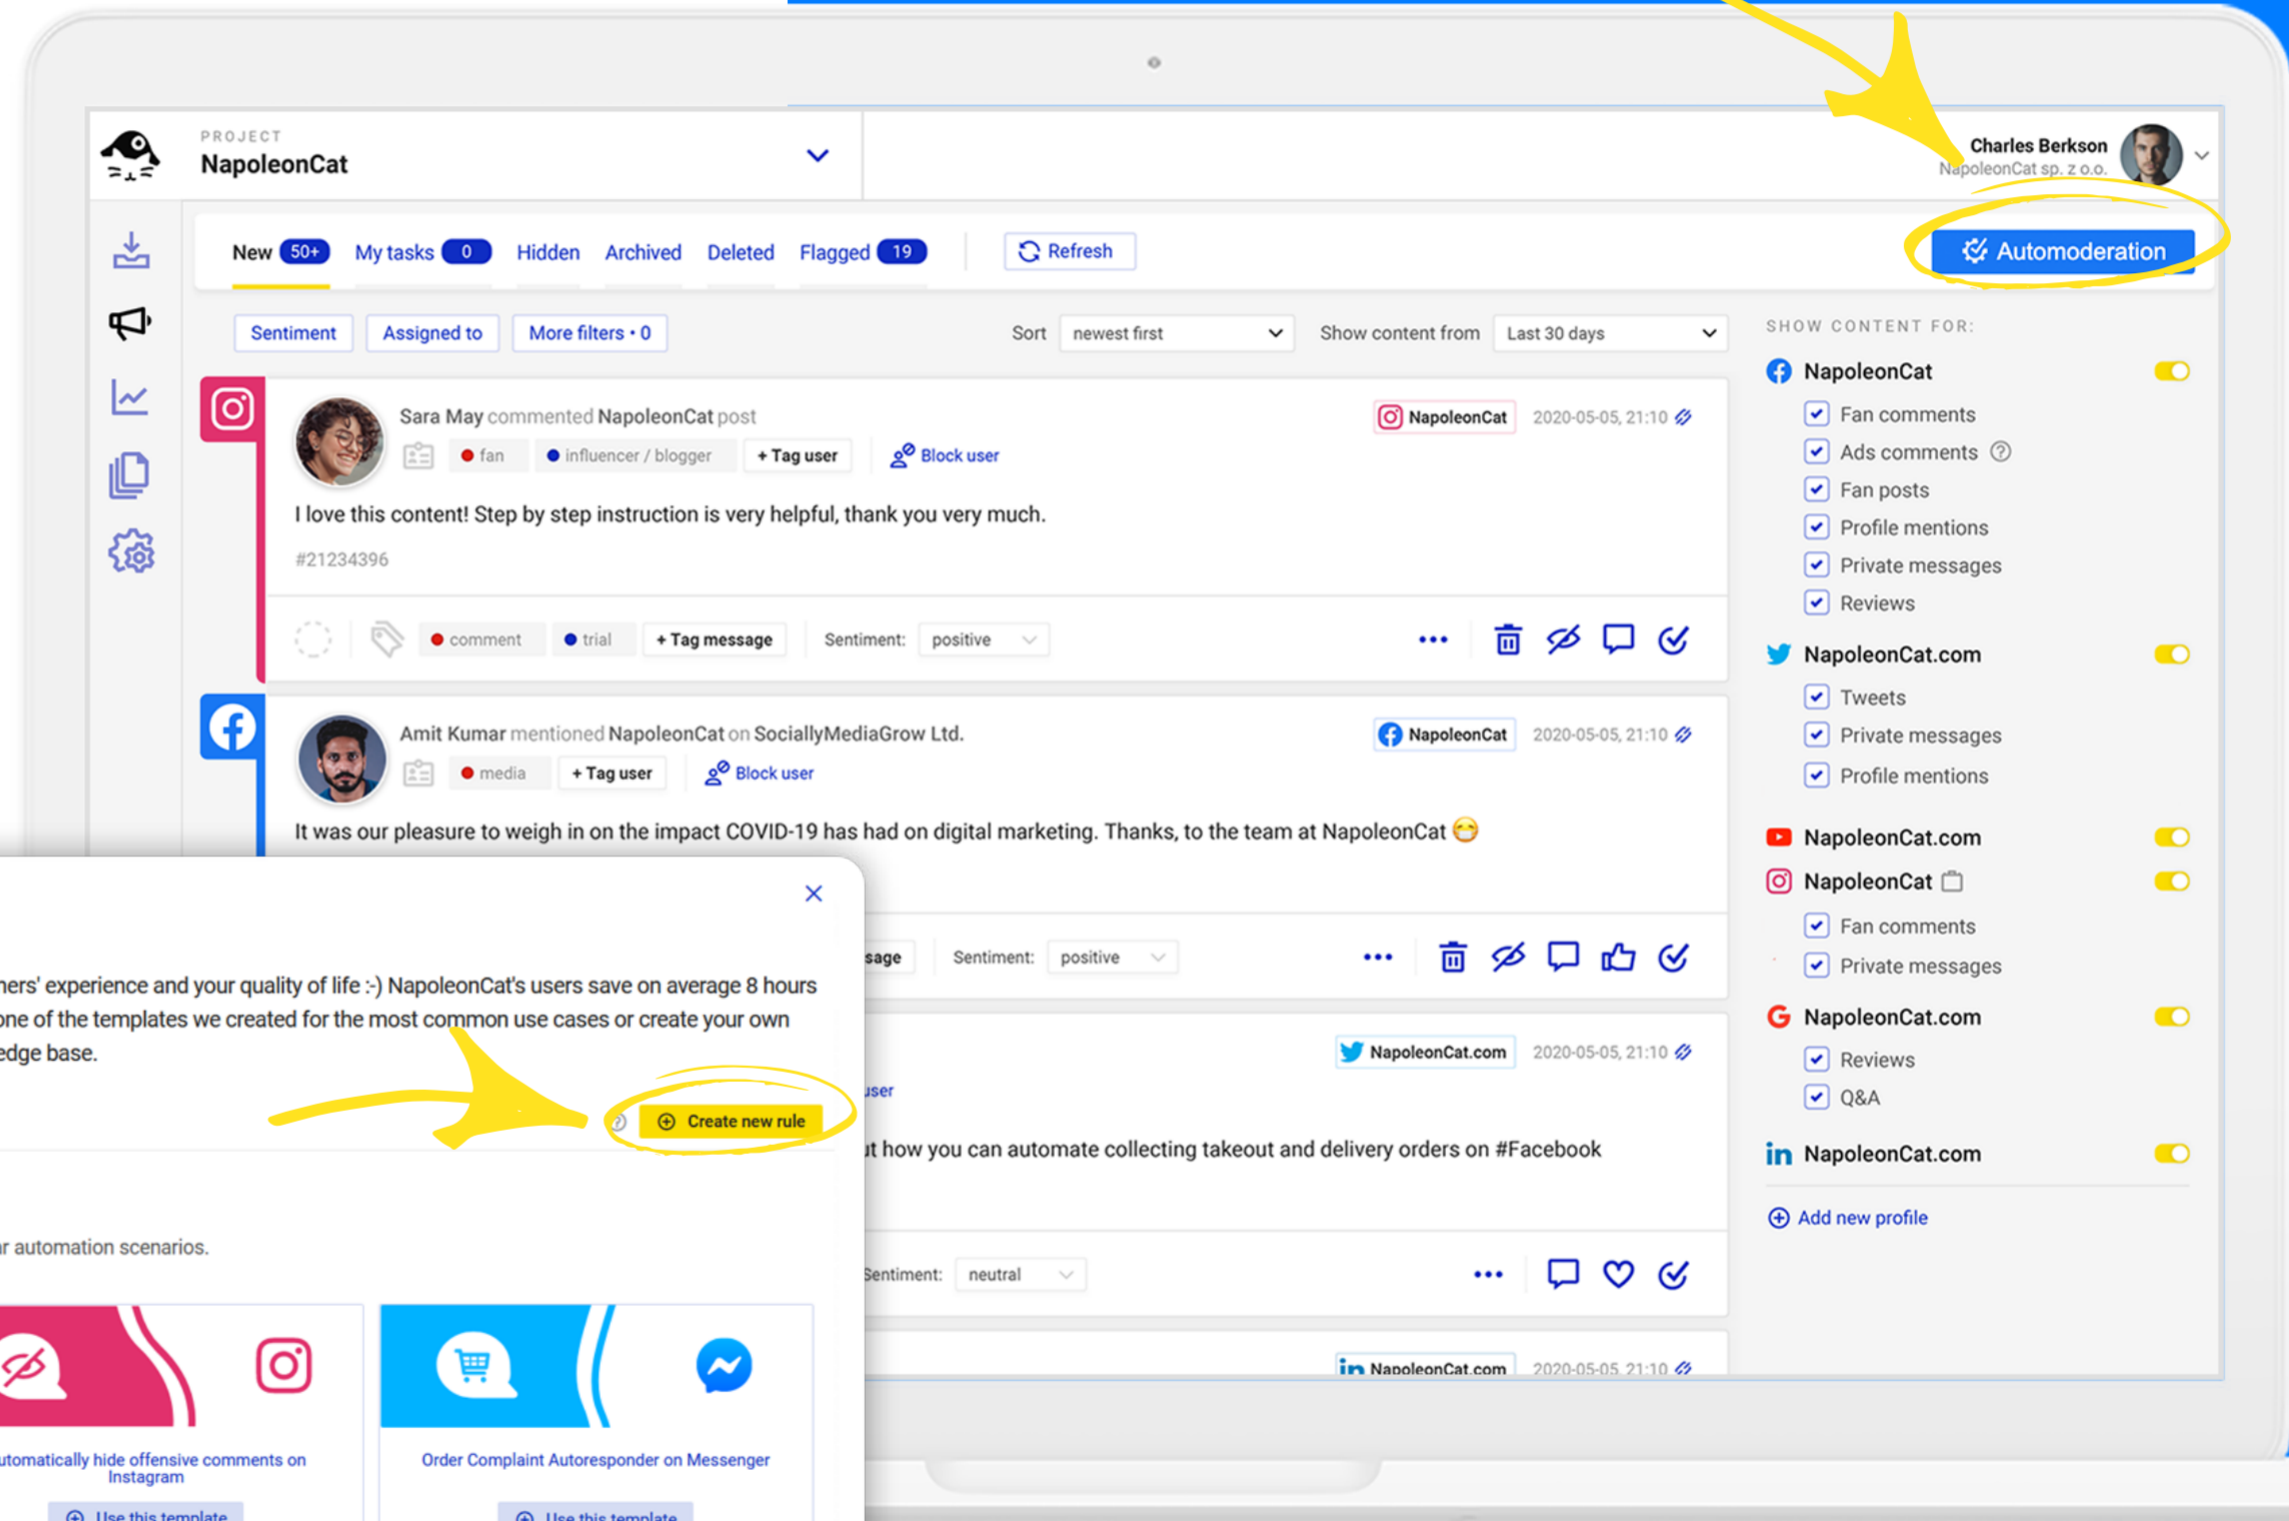 PROJECT
NapoleonCat
Charles Berkson
NapoleonCat sp. z o.o.
New 50+ My tasks 0 Hidden Archived Deleted Flagged 19 Refresh
Automoderation
Sentiment Assigned to More filters • 0
Sort newest first Show content from Last 30 days
Sara May commented NapoleonCat post
NapoleonCat 2020-05-05, 21:10
fan influencer / blogger + Tag user Block user
I love this content! Step by step instruction is very helpful, thank you very much.
#21234396
comment trial + Tag message Sentiment: positive
Amit Kumar mentioned NapoleonCat on SociallyMediaGrow Ltd.
NapoleonCat 2020-05-05, 21:10
media + Tag user Block user
It was our pleasure to weigh in on the impact COVID-19 has had on digital marketing. Thanks, to the team at NapoleonCat 😷
sage Sentiment: positive
NapoleonCat.com 2020-05-05, 21:10
user
ut how you can automate collecting takeout and delivery orders on #Facebook
Sentiment: neutral
in NapoleonCat.com 2020-05-05, 21:10
SHOW CONTENT FOR:
NapoleonCat
Fan comments
Ads comments ?
Fan posts
Profile mentions
Private messages
Reviews
NapoleonCat.com
Tweets
Private messages
Profile mentions
NapoleonCat.com
NapoleonCat
Fan comments
Private messages
G NapoleonCat.com
Reviews
Q&A
in NapoleonCat.com
Add new profile
ners' experience and your quality of life :-) NapoleonCat's users save on average 8 hours
one of the templates we created for the most common use cases or create your own
edge base.
? Create new rule
ar automation scenarios.
utomatically hide offensive comments on
Instagram
Use this template
Order Complaint Autoresponder on Messenger
Use this template